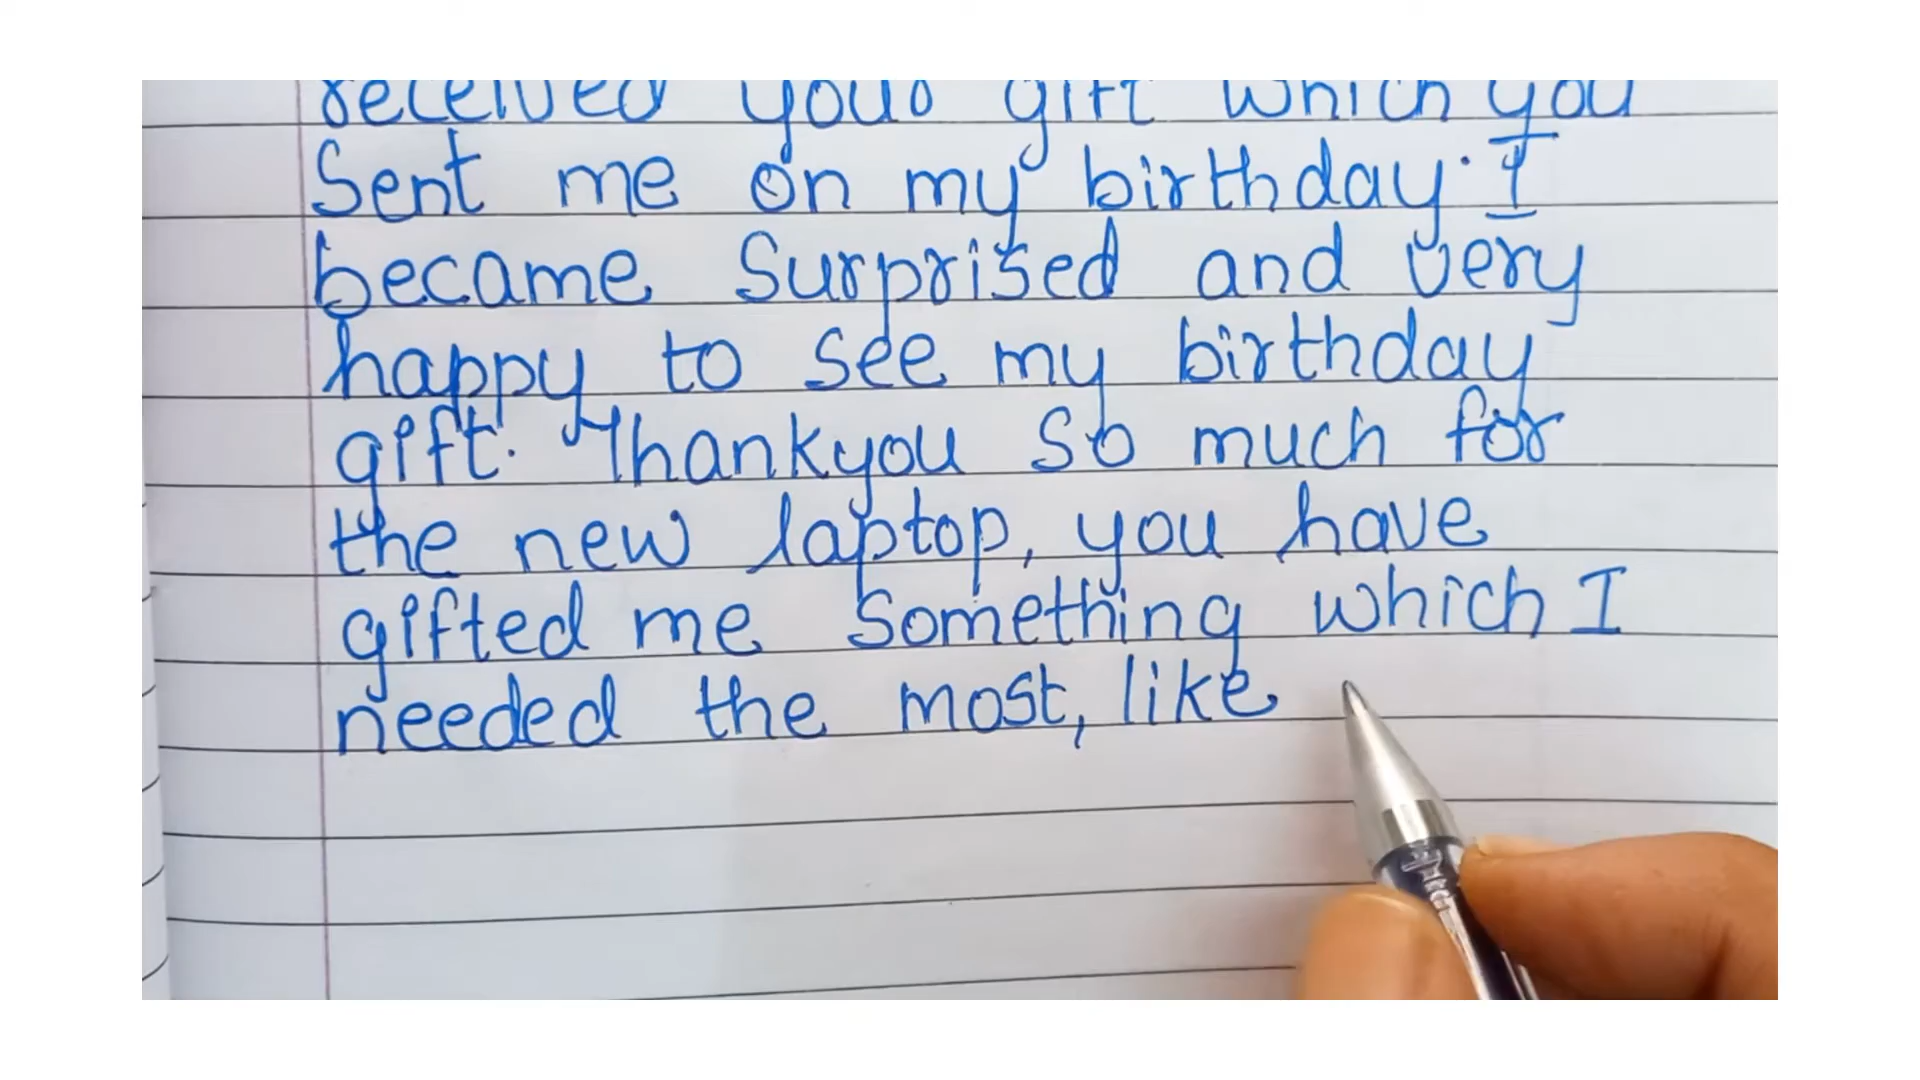 received your gift which you
Sent me on my birthday. I
became Surprised and very
happy to see my birthday
gift. Thankyou so much for
the new laptop, you have
gifted me something which I
needed the most, like